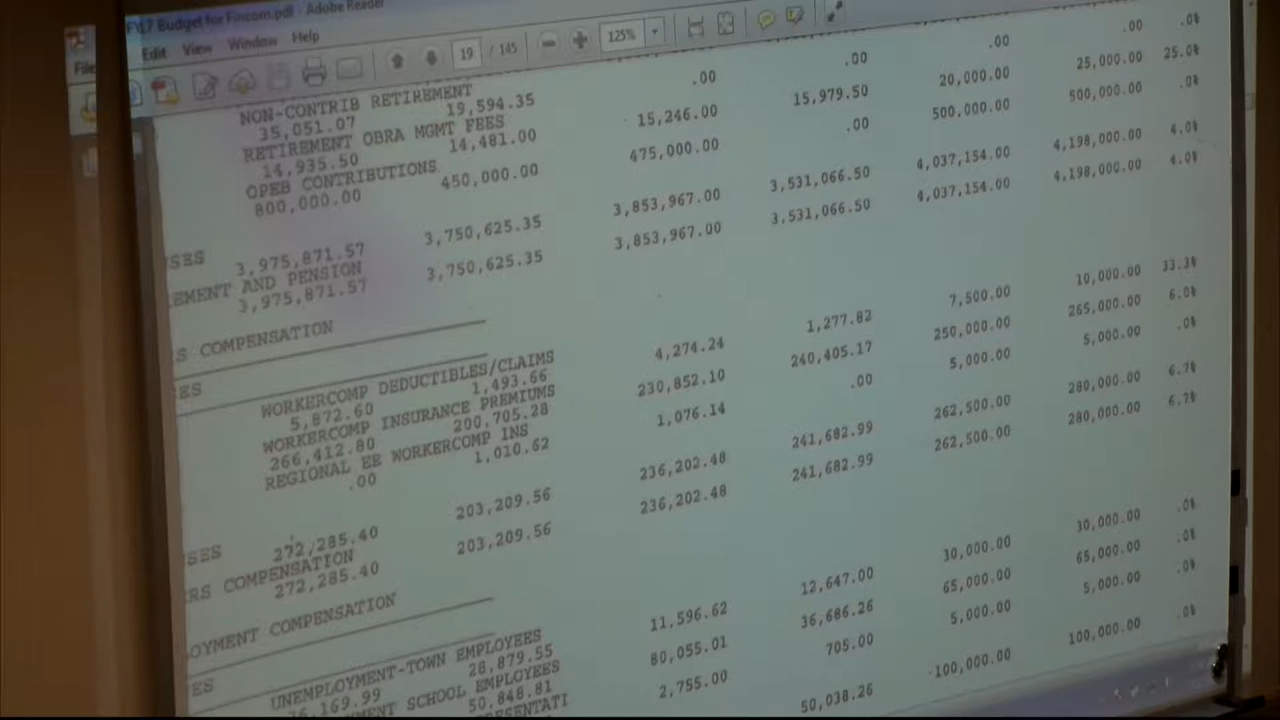 FY17 Budget for Fincom.pdf - Adobe Reader
File Edit View Window Help
19 / 145 125%
.00 .00 .00 .00 .0%
NON-CONTRIB RETIREMENT
35,051.07 19,594.35 15,246.00 15,979.50 20,000.00 25,000.00 25.0%
RETIREMENT OBRA MGMT FEES
14,935.50 14,481.00 475,000.00 .00 500,000.00 500,000.00 .0%
OPEB CONTRIBUTIONS
800,000.00 450,000.00
3,853,967.00 3,531,066.50 4,037,154.00 4,198,000.00 4.0%
SES 3,975,871.57 3,750,625.35
EMENT AND PENSION
3,975,871.57 3,750,625.35 3,853,967.00 3,531,066.50 4,037,154.00 4,198,000.00 4.0%
S COMPENSATION
ES
WORKERCOMP DEDUCTIBLES/CLAIMS
5,872.60 1,493.66 4,274.24 1,277.82 7,500.00 10,000.00 33.3%
WORKERCOMP INSURANCE PREMIUMS
266,412.80 200,705.28 230,852.10 240,405.17 250,000.00 265,000.00 6.0%
REGIONAL EE WORKERCOMP INS
.00 1,010.62 1,076.14 .00 5,000.00 5,000.00 .0%
SES 272,285.40 203,209.56 236,202.48 241,682.99 262,500.00 280,000.00 6.7%
RS COMPENSATION
272,285.40 203,209.56 236,202.48 241,682.99 262,500.00 280,000.00 6.7%
OYMENT COMPENSATION
ES
UNEMPLOYMENT-TOWN EMPLOYEES
16,169.99 28,879.55 11,596.62 12,647.00 30,000.00 30,000.00 .0%
MENT SCHOOL EMPLOYEES
50,848.81 80,055.01 36,686.26 65,000.00 65,000.00 .0%
PRESENTATI
2,755.00 705.00 5,000.00 5,000.00 .0%
50,038.26 100,000.00 100,000.00 .0%